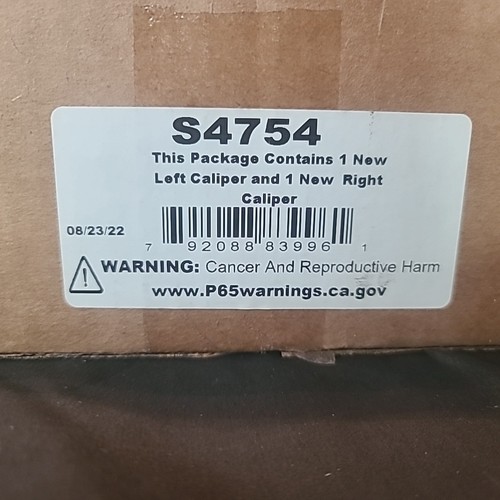 S4754
This Package Contains 1 New
Left Caliper and 1 New Right
Caliper
08/23/22
7 92088 83996 1
WARNING: Cancer And Reproductive Harm
www.P65warnings.ca.gov